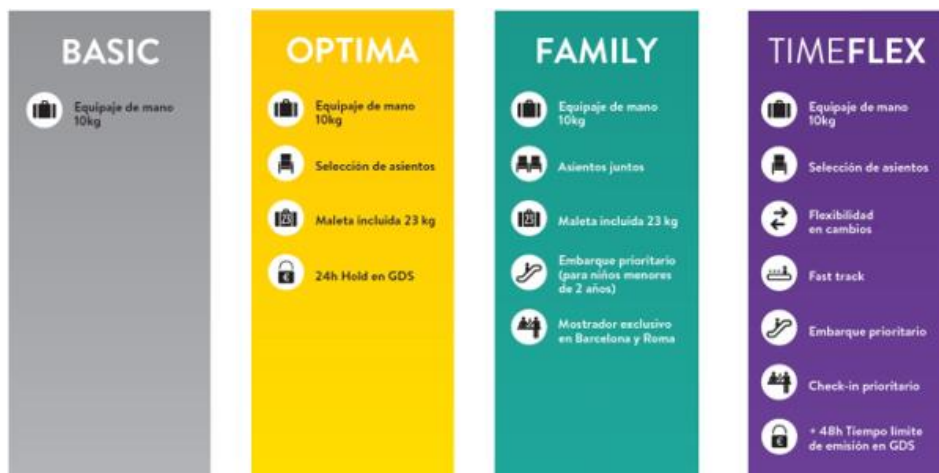 BASIC
Equipaje de mano
10kg
OPTIMA
Equipaje de mano
10kg
Selección de asientos
23
Maleta incluida 23 kg
€
24h Hold en GDS
FAMILY
Equipaje de mano
10kg
Asientos juntos
23
Maleta incluida 23 kg
Embarque prioritario
(para niños menores
de 2 años)
Mostrador exclusivo
en Barcelona y Roma
TIMEFLEX
Equipaje de mano
10kg
Selección de asientos
Flexibilidad
en cambios
Fast track
Embarque prioritario
Check-in prioritario
€
+ 48h Tiempo límite
de emisión en GDS